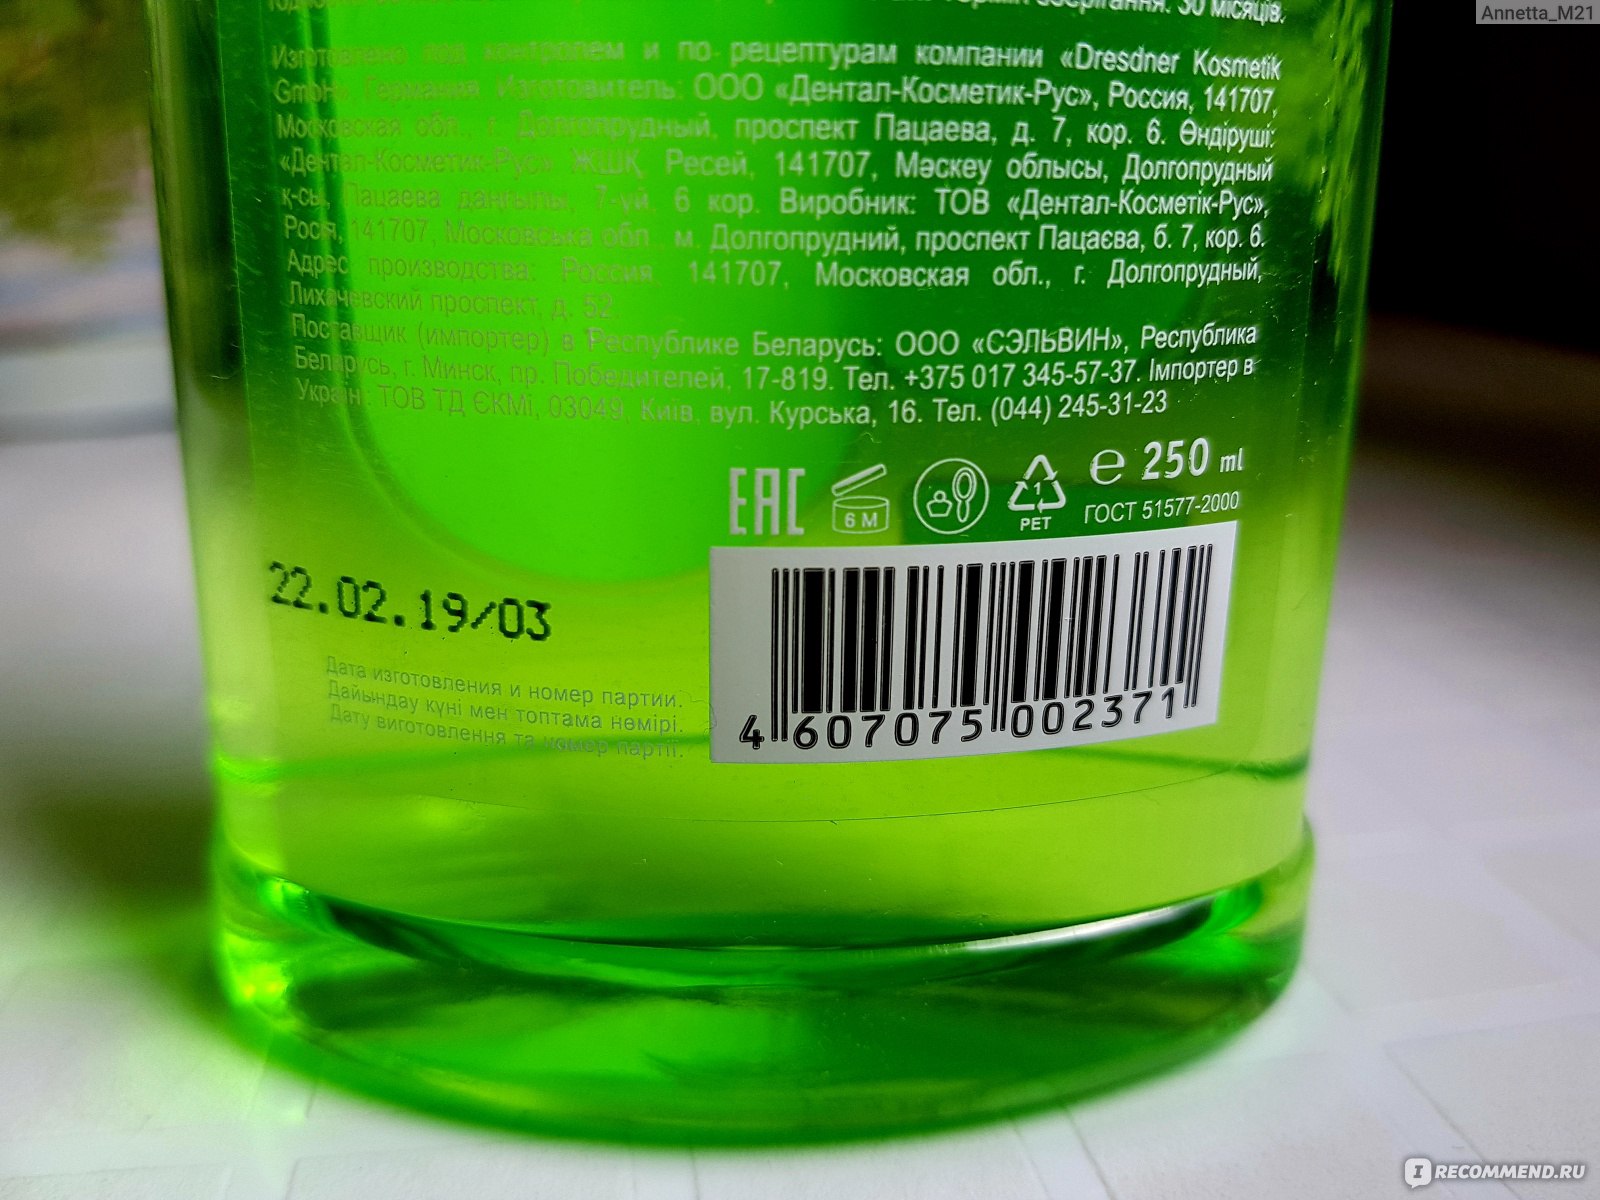 Annetta_M21
термін зберігання: 30 місяців.
Изготовлено под контролем и по рецептурам компании «Dresdner Kosmetik
GmbH», Германия. Изготовитель: ООО «Дентал-Косметик-Рус», Россия, 141707,
Московская обл., г. Долгопрудный, проспект Пацаева, д. 7, кор. 6. Өндіруші:
«Дентал-Косметик-Рус» ЖШҚ, Ресей, 141707, Мәскеу облысы, Долгопрудный
қ-сы, Пацаева даңғылы, 7-үй, 6 кор. Виробник: ТОВ «Дентал-Косметік-Рус»,
Росія, 141707, Московська обл., м. Долгопрудний, проспект Пацаєва, б. 7, кор. 6.
Адрес производства: Россия, 141707, Московская обл., г. Долгопрудный,
Лихачевский проспект, д. 52.
Поставщик (импортер) в Республике Беларусь: ООО «СЭЛЬВИН», Республика
Беларусь, г. Минск, пр. Победителей, 17-819. Тел. +375 017 345-57-37. Імпортер в
Україні: ТОВ ТД ЄКМі, 03049, Київ, вул. Курська, 16. Тел. (044) 245-31-23
EAC 6 M 1 PET ℮ 250 ml
ГОСТ 51577-2000
22.02.19/03
Дата изготовления и номер партии.
Дайындау күні мен топтама нөмірі.
Дату виготовлення та номер партії.
4 607075 002371
IRECOMMEND.RU